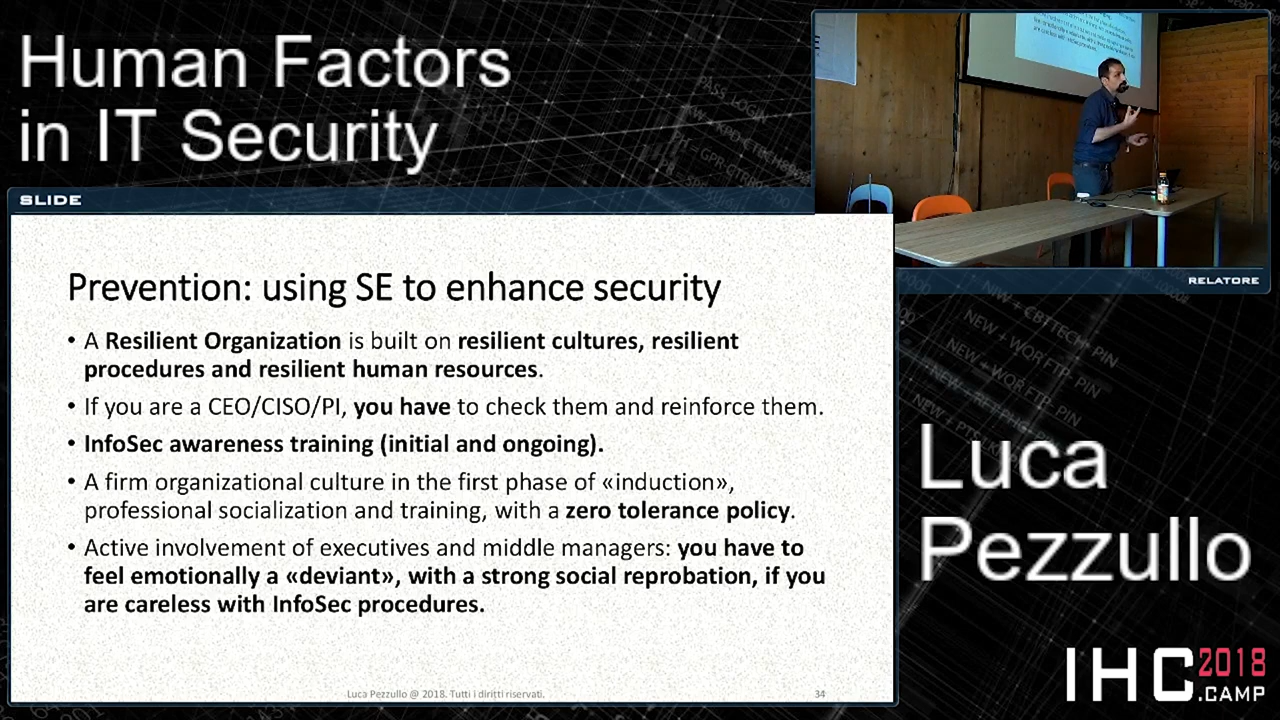 Human Factors
in IT Security
SLIDE
Prevention: using SE to enhance security
• A Resilient Organization is built on resilient cultures, resilient
procedures and resilient human resources.
• If you are a CEO/CISO/PI, you have to check them and reinforce them.
• InfoSec awareness training (initial and ongoing).
• A firm organizational culture in the first phase of «induction»,
professional socialization and training, with a zero tolerance policy.
• Active involvement of executives and middle managers: you have to
feel emotionally a «deviant», with a strong social reprobation, if you
are careless with InfoSec procedures.
Luca Pezzullo @ 2018. Tutti i diritti riservati.
34
RELATORE
Luca
Pezzullo
IHC 2018
.CAMP